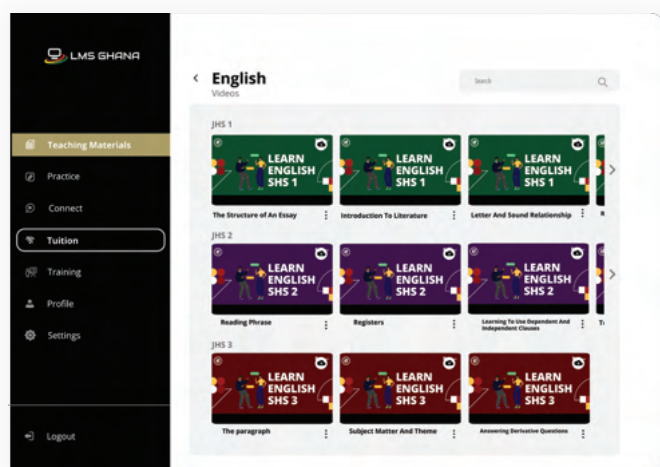 LMS GHANA
Teaching Materials
Practice
Connect
Tuition
Training
Profile
Settings
Logout
English
Videos
Search
JHS 1
LEARN
ENGLISH
SHS 1
The Structure of An Essay
LEARN
ENGLISH
SHS 1
Introduction To Literature
LEARN
ENGLISH
SHS 1
Letter And Sound Relationship
JHS 2
LEARN
ENGLISH
SHS 2
Reading Phrase
LEARN
ENGLISH
SHS 2
Registers
LEARN
ENGLISH
SHS 2
Learning To Use Dependent And
Independent Clauses
JHS 3
LEARN
ENGLISH
SHS 3
The paragraph
LEARN
ENGLISH
SHS 3
Subject Matter And Theme
LEARN
ENGLISH
SHS 3
Answering Derivative Questions